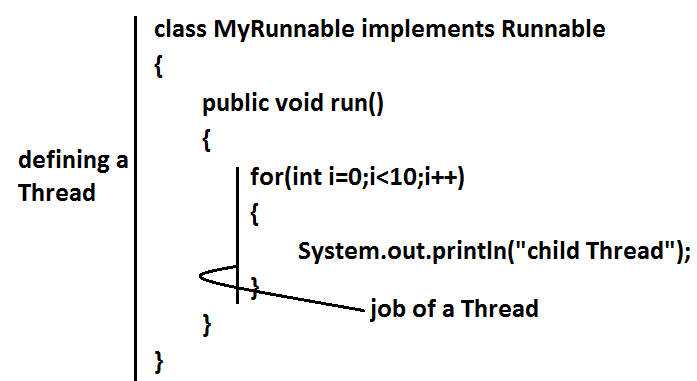 class MyRunnable implements Runnable
{
public void run()
{
defining a
Thread
for(int i=0;i<10;i++)
{
System.out.println("child Thread");
}
job of a Thread
}
}